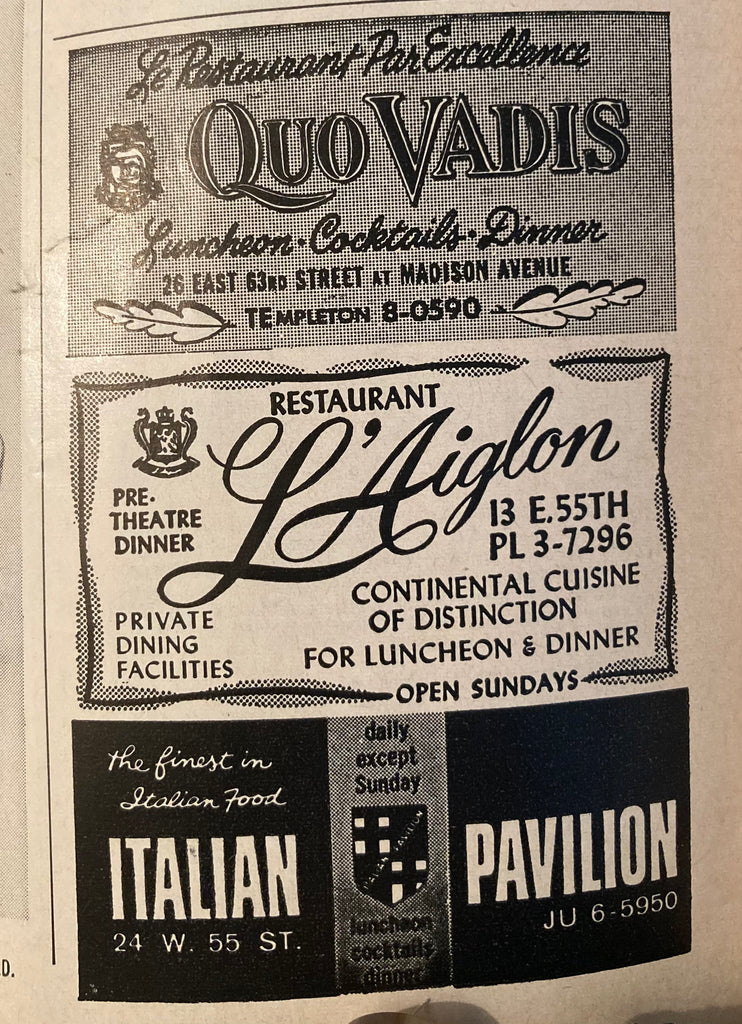 Le Restaurant Par Excellence
QUO VADIS
Luncheon · Cocktails · Dinner
26 EAST 63RD STREET AT MADISON AVENUE
TEMPLETON 8-0590
RESTAURANT
L'Aiglon
PRE-
THEATRE
DINNER
13 E. 55TH
PL 3-7296
PRIVATE
DINING
FACILITIES
CONTINENTAL CUISINE
OF DISTINCTION
FOR LUNCHEON & DINNER
OPEN SUNDAYS
the finest in
Italian Food
ITALIAN
24 W. 55 ST.
daily
except
Sunday
ITALIAN PAVILION
luncheon
cocktails
dinner
PAVILION
JU 6-5950
D.